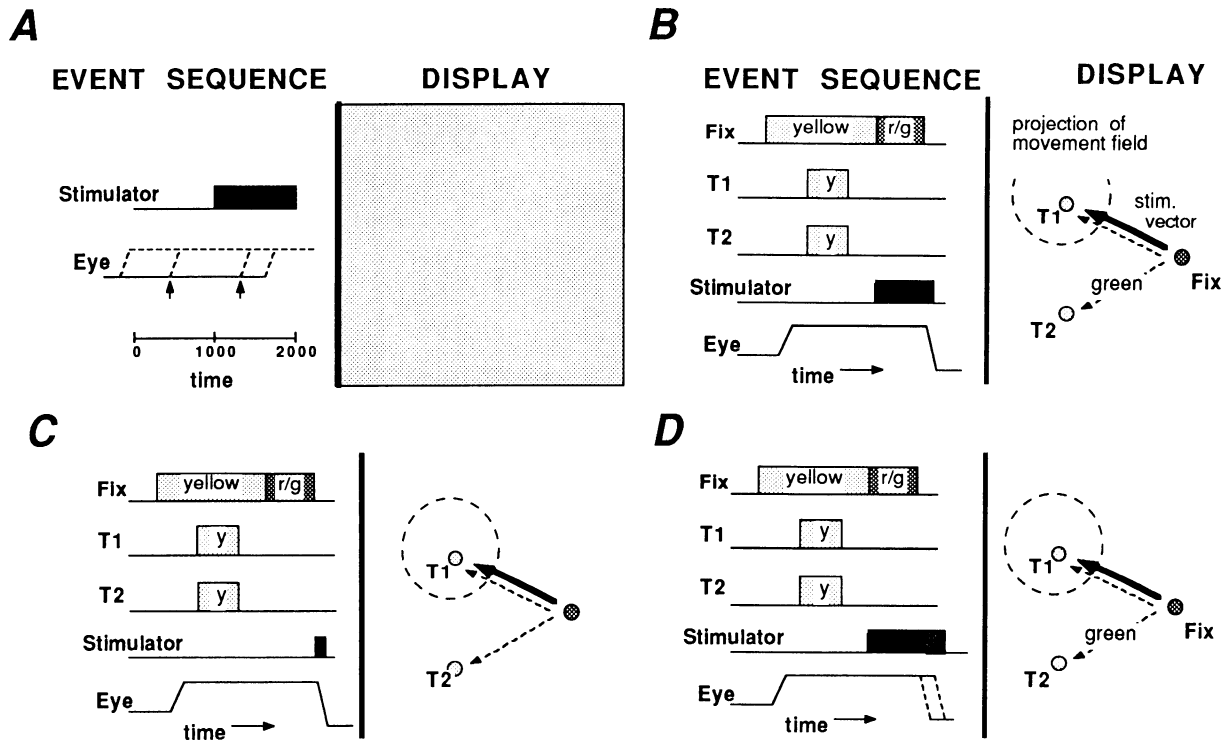 A
EVENT SEQUENCE
DISPLAY
Stimulator
Eye
0 1000 2000
time
B
EVENT SEQUENCE
DISPLAY
Fix
yellow
r/g
T1
y
T2
y
Stimulator
Eye
time
projection of
movement field
T1
stim.
vector
green
Fix
T2
C
Fix
yellow
r/g
T1
y
T2
y
Stimulator
Eye
time
T1
T2
D
Fix
yellow
r/g
T1
y
T2
y
Stimulator
Eye
time
T1
green
Fix
T2